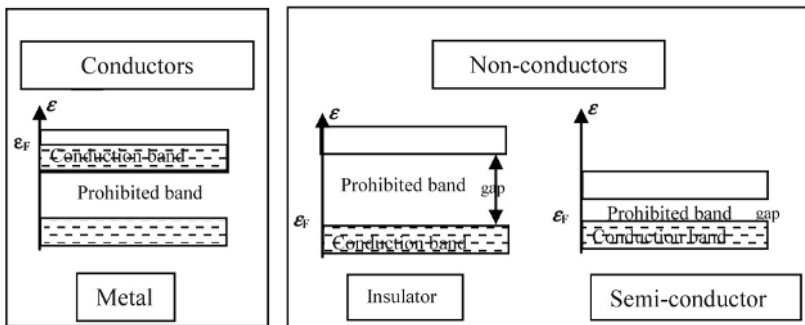 Conductors
ε
εF
Conduction band
Prohibited band
Metal
Non-conductors
ε
Prohibited band
gap
εF
Conduction band
Insulator
ε
Prohibited band
gap
εF
Conduction band
Semi-conductor